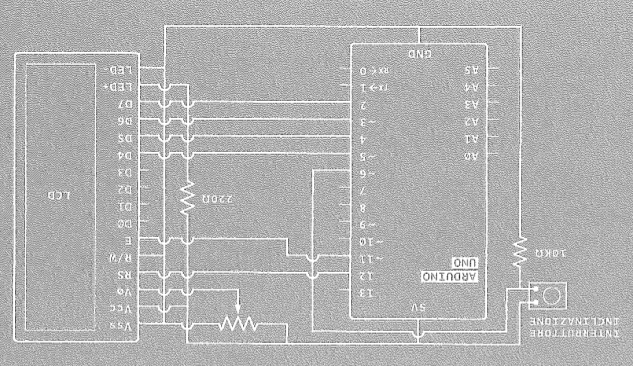 INTERRUTTORE
INCLINAZIONE
10KΩ
5V
ARDUINO
UNO
A0
A1
A2
A3
A4
A5
13
12
~11
~10
~9
8
7
~6
~5
4
~3
2
TX→1
RX←0
GND
220Ω
Vss
Vcc
Vo
RS
R/W
E
D0
D1
D2
D3
D4
D5
D6
D7
LED+
LED-
LCD